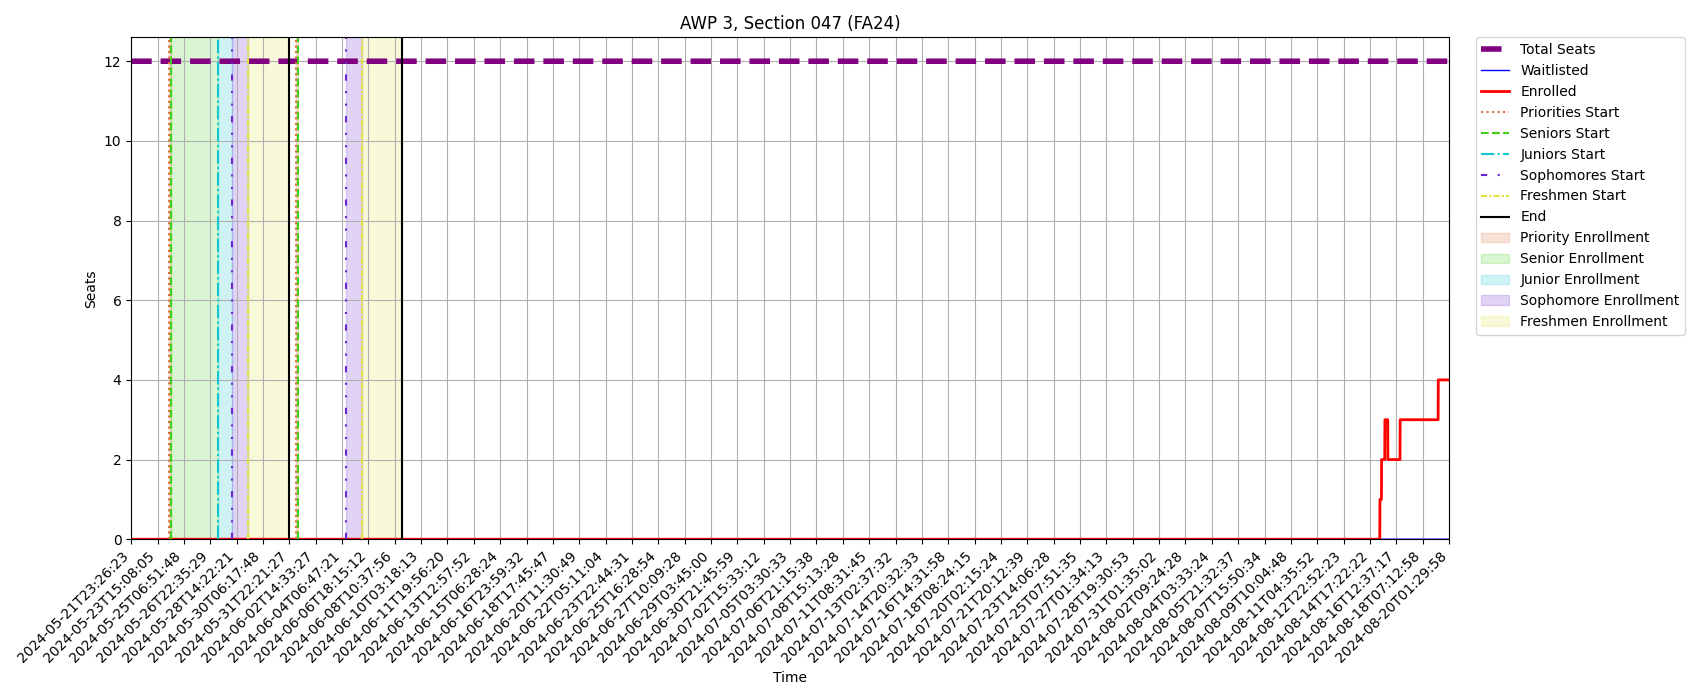 AWP 3, Section 047 (FA24)
Seats
12
10
8
6
4
2
0
2024-05-21T23:26:23
2024-05-23T15:08:05
2024-05-25T06:51:48
2024-05-26T22:35:29
2024-05-28T14:22:21
2024-05-30T06:17:48
2024-05-31T22:21:27
2024-06-02T14:33:27
2024-06-04T06:47:21
2024-06-06T18:15:12
2024-06-08T10:37:56
2024-06-10T03:18:13
2024-06-11T19:56:20
2024-06-13T12:57:52
2024-06-15T06:28:24
2024-06-16T23:59:32
2024-06-18T17:45:47
2024-06-20T11:30:49
2024-06-22T05:11:04
2024-06-23T22:44:31
2024-06-25T16:28:54
2024-06-27T10:09:28
2024-06-29T03:45:00
2024-06-30T21:45:59
2024-07-02T15:33:12
2024-07-05T03:30:33
2024-07-06T21:15:38
2024-07-08T15:13:28
2024-07-11T08:31:45
2024-07-13T02:37:32
2024-07-14T20:32:33
2024-07-16T14:31:58
2024-07-18T08:24:15
2024-07-20T02:15:24
2024-07-21T20:12:39
2024-07-23T14:06:28
2024-07-25T07:51:35
2024-07-27T01:34:13
2024-07-28T19:30:53
2024-07-31T01:35:02
2024-08-02T09:24:28
2024-08-04T03:33:24
2024-08-05T21:32:37
2024-08-07T15:50:34
2024-08-09T10:04:48
2024-08-11T04:35:52
2024-08-12T22:52:23
2024-08-14T17:22:22
2024-08-16T12:37:17
2024-08-18T07:12:58
2024-08-20T01:29:58
Time
Total Seats
Waitlisted
Enrolled
Priorities Start
Seniors Start
Juniors Start
Sophomores Start
Freshmen Start
End
Priority Enrollment
Senior Enrollment
Junior Enrollment
Sophomore Enrollment
Freshmen Enrollment